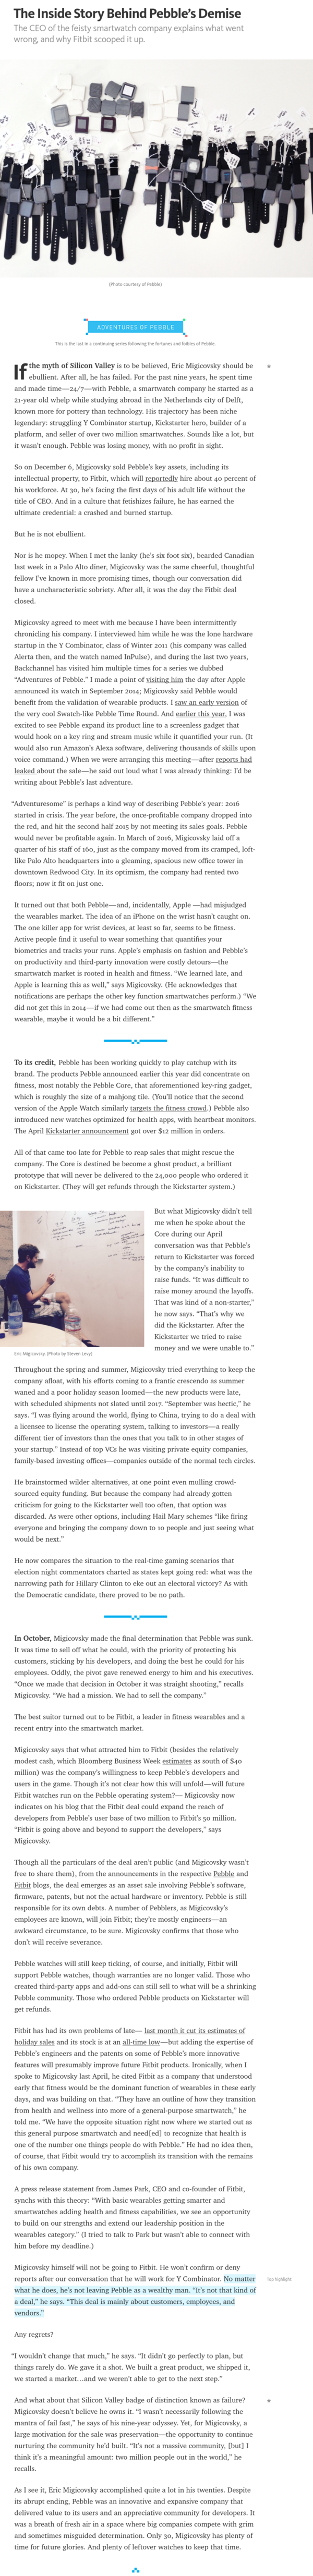 The Inside Story Behind Pebble’s Demise
The CEO of the feisty smartwatch company explains what went
wrong, and why Fitbit scooped it up.
(Photo courtesy of Pebble)
ADVENTURES OF PEBBLE
This is the last in a continuing series following the fortunes and foibles of Pebble.
If the myth of Silicon Valley is to be believed, Eric Migicovsky should be
ebullient. After all, he has failed. For the past nine years, he spent time
and made time—24/7—with Pebble, a smartwatch company he started as a
21-year old whelp while studying abroad in the Netherlands city of Delft,
known more for pottery than technology. His trajectory has been niche
legendary: struggling Y Combinator startup, Kickstarter hero, builder of a
platform, and seller of over two million smartwatches. Sounds like a lot, but
it wasn’t enough. Pebble was losing money, with no profit in sight.
So on December 6, Migicovsky sold Pebble’s key assets, including its
intellectual property, to Fitbit, which will reportedly hire about 40 percent of
his workforce. At 30, he’s facing the first days of his adult life without the
title of CEO. And in a culture that fetishizes failure, he has earned the
ultimate credential: a crashed and burned startup.
But he is not ebullient.
Nor is he mopey. When I met the lanky (he’s six foot six), bearded Canadian
last week in a Palo Alto diner, Migicovsky was the same cheerful, thoughtful
fellow I’ve known in more promising times, though our conversation did
have a uncharacteristic sobriety. After all, it was the day the Fitbit deal
closed.
Migicovsky agreed to meet with me because I have been intermittently
chronicling his company. I interviewed him while he was the lone hardware
startup in the Y Combinator, class of Winter 2011 (his company was called
Alerta then, and the watch named InPulse), and during the last two years,
Backchannel has visited him multiple times for a series we dubbed
“Adventures of Pebble.” I made a point of visiting him the day after Apple
announced its watch in September 2014; Migicovsky said Pebble would
benefit from the validation of wearable products. I saw an early version of
the very cool Swatch-like Pebble Time Round. And earlier this year, I was
excited to see Pebble expand its product line to a screenless gadget that
would hook on a key ring and stream music while it quantified your run. (It
would also run Amazon’s Alexa software, delivering thousands of skills upon
voice command.) When we were arranging this meeting—after reports had
leaked about the sale—he said out loud what I was already thinking: I’d be
writing about Pebble’s last adventure.
“Adventuresome” is perhaps a kind way of describing Pebble’s year: 2016
started in crisis. The year before, the once-profitable company dropped into
the red, and hit the second half 2015 by not meeting its sales goals. Pebble
would never be profitable again. In March of 2016, Migicovsky laid off a
quarter of his staff of 160, just as the company moved from its cramped, loft-
like Palo Alto headquarters into a gleaming, spacious new office tower in
downtown Redwood City. In its optimism, the company had rented two
floors; now it fit on just one.
It turned out that both Pebble—and, incidentally, Apple —had misjudged
the wearables market. The idea of an iPhone on the wrist hasn’t caught on.
The one killer app for wrist devices, at least so far, seems to be fitness.
Active people find it useful to wear something that quantifies your
biometrics and tracks your runs. Apple’s emphasis on fashion and Pebble’s
on productivity and third-party innovation were costly detours—the
smartwatch market is rooted in health and fitness. “We learned late, and
Apple is learning this as well,” says Migicovsky. (He acknowledges that
notifications are perhaps the other key function smartwatches perform.) “We
did not get this in 2014—if we had come out then as the smartwatch fitness
wearable, maybe it would be a bit different.”
To its credit, Pebble has been working quickly to play catchup with its
brand. The products Pebble announced earlier this year did concentrate on
fitness, most notably the Pebble Core, that aforementioned key-ring gadget,
which is roughly the size of a mahjong tile. (You’ll notice that the second
version of the Apple Watch similarly targets the fitness crowd.) Pebble also
introduced new watches optimized for health apps, with heartbeat monitors.
The April Kickstarter announcement got over $12 million in orders.
All of that came too late for Pebble to reap sales that might rescue the
company. The Core is destined to become a ghost product, a brilliant
prototype that will never be delivered to the 24,000 people who ordered it
on Kickstarter. (They will get refunds through the Kickstarter system.)
But what Migicovsky didn’t tell
me when he spoke about the
Core during our April
conversation was that Pebble’s
return to Kickstarter was forced
by the company’s inability to
raise funds. “It was difficult to
raise money around the layoffs.
That was kind of a non-starter,”
he now says. “That’s why we
did the Kickstarter. After the
Kickstarter we tried to raise
money and we were unable to.”
Eric Migicovsky. (Photo by Steven Levy).
Throughout the spring and summer, Migicovsky tried everything to keep the
company afloat, with his efforts coming to a frantic crescendo as summer
waned and a poor holiday season loomed—the new products were late,
with scheduled shipments not slated until 2017. “September was hectic,” he
says. “I was flying around the world, flying to China, trying to do a deal with
a licensee to license the operating system, talking to investors—a really
different tier of investors than the ones that you talk to in other stages of
your startup.” Instead of top VCs he was visiting private equity companies,
family-based investing offices—companies outside of the normal tech circles.
He brainstormed wilder alternatives, at one point even mulling crowd-
sourced equity funding. But because the company had already gotten
criticism for going to the Kickstarter well too often, that option was
discarded. As were other options, including Hail Mary schemes “like firing
everyone and bringing the company down to 10 people and just seeing what
would be next.”
He now compares the situation to the real-time gaming scenarios that
election night commentators charted as states kept going red: what was the
narrowing path for Hillary Clinton to eke out an electoral victory? As with
the Democratic candidate, there proved to be no path.
In October, Migicovsky made the final determination that Pebble was sunk.
It was time to sell off what he could, with the priority of protecting his
customers, sticking by his developers, and doing the best he could for his
employees. Oddly, the pivot gave renewed energy to him and his executives.
“Once we made that decision in October it was straight shooting,” recalls
Migicovsky. “We had a mission. We had to sell the company.”
The best suitor turned out to be Fitbit, a leader in fitness wearables and a
recent entry into the smartwatch market.
Migicovsky says that what attracted him to Fitbit (besides the relatively
modest cash, which Bloomberg Business Week estimates as south of $40
million) was the company’s willingness to keep Pebble’s developers and
users in the game. Though it’s not clear how this will unfold—will future
Fitbit watches run on the Pebble operating system?— Migicovsky now
indicates on his blog that the Fitbit deal could expand the reach of
developers from Pebble’s user base of two million to Fitbit’s 50 million.
“Fitbit is going above and beyond to support the developers,” says
Migicovsky.
Though all the particulars of the deal aren’t public (and Migicovsky wasn’t
free to share them), from the announcements in the respective Pebble and
Fitbit blogs, the deal emerges as an asset sale involving Pebble’s software,
firmware, patents, but not the actual hardware or inventory. Pebble is still
responsible for its own debts. A number of Pebblers, as Migicovsky’s
employees are known, will join Fitbit; they’re mostly engineers—an
awkward circumstance, to be sure. Migicovsky confirms that those who
don’t will receive severance.
Pebble watches will still keep ticking, of course, and initially, Fitbit will
support Pebble watches, though warranties are no longer valid. Those who
created third-party apps and add-ons can still sell to what will be a shrinking
Pebble community. Those who ordered Pebble products on Kickstarter will
get refunds.
Fitbit has had its own problems of late— last month it cut its estimates of
holiday sales and its stock is at an all-time low—but adding the expertise of
Pebble’s engineers and the patents on some of Pebble’s more innovative
features will presumably improve future Fitbit products. Ironically, when I
spoke to Migicovsky last April, he cited Fitbit as a company that understood
early that fitness would be the dominant function of wearables in these early
days, and was building on that. “They have an outline of how they transition
from health and wellness into more of a general-purpose smartwatch,” he
told me. “We have the opposite situation right now where we started out as
this general purpose smartwatch and need[ed] to recognize that health is
one of the number one things people do with Pebble.” He had no idea then,
of course, that Fitbit would try to accomplish its transition with the remains
of his own company.
A press release statement from James Park, CEO and co-founder of Fitbit,
synchs with this theory: “With basic wearables getting smarter and
smartwatches adding health and fitness capabilities, we see an opportunity
to build on our strengths and extend our leadership position in the
wearables category.” (I tried to talk to Park but wasn’t able to connect with
him before my deadline.)
Migicovsky himself will not be going to Fitbit. He won’t confirm or deny
reports after our conversation that he will work for Y Combinator. No matter
what he does, he’s not leaving Pebble as a wealthy man. “It’s not that kind of
a deal,” he says. “This deal is mainly about customers, employees, and
vendors.”
Top highlight
Any regrets?
“I wouldn’t change that much,” he says. “It didn’t go perfectly to plan, but
things rarely do. We gave it a shot. We built a great product, we shipped it,
we started a market…and we weren’t able to get to the next step.”
And what about that Silicon Valley badge of distinction known as failure?
Migicovsky doesn’t believe he owns it. “I wasn’t necessarily following the
mantra of fail fast,” he says of his nine-year odyssey. Yet, for Migicovsky, a
large motivation for the sale was preservation—the opportunity to continue
nurturing the community he’d built. “It’s not a massive community, [but] I
think it’s a meaningful amount: two million people out in the world,” he
recalls.
As I see it, Eric Migicovsky accomplished quite a lot in his twenties. Despite
its abrupt ending, Pebble was an innovative and expansive company that
delivered value to its users and an appreciative community for developers. It
was a breath of fresh air in a space where big companies compete with grim
and sometimes misguided determination. Only 30, Migicovsky has plenty of
time for future glories. And plenty of leftover watches to keep that time.